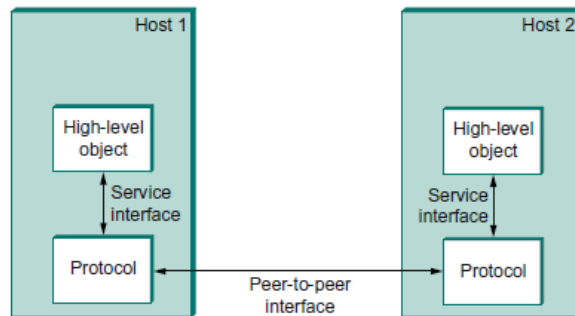 Host 1
Host 2
High-level
object
High-level
object
Service
interface
Service
interface
Protocol
Protocol
Peer-to-peer
interface